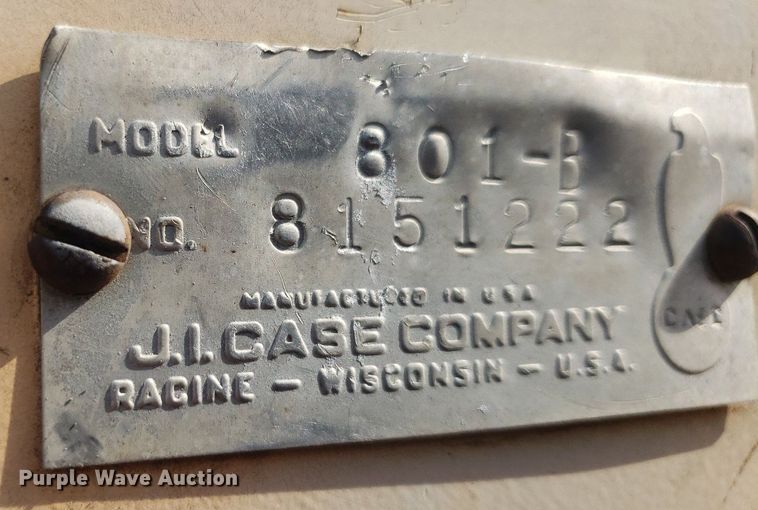 MODEL 801-B
NO. 8151222
MANUFACTURED IN U S A
J.I. CASE COMPANY
RACINE - WISCONSIN - U.S.A.
CASE
Purple Wave Auction